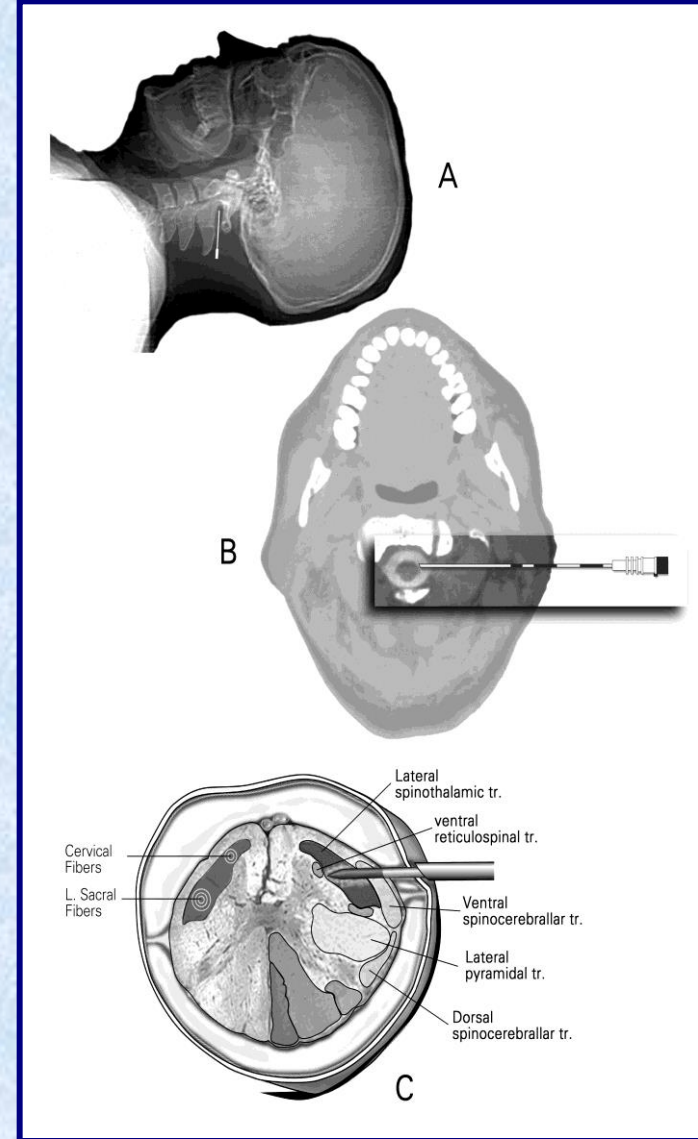 A
B
Lateral
spinothalamic tr.
ventral
reticulospinal tr.
Cervical
Fibers
L. Sacral
Fibers
Ventral
spinocerebrallar tr.
Lateral
pyramidal tr.
Dorsal
spinocerebrallar tr.
C